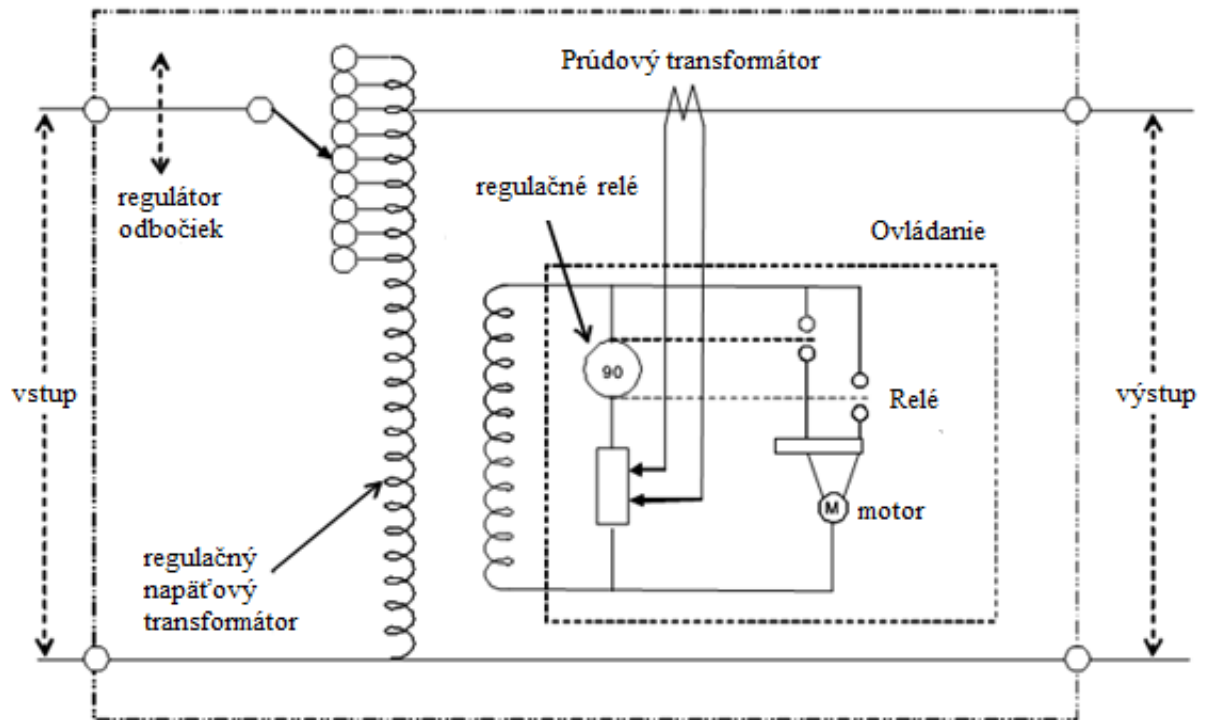 Prúdový transformátor
regulačné relé
regulátor
odbočiek
Ovládanie
90
vstup
Relé
výstup
M
motor
regulačný
napäťový
transformátor